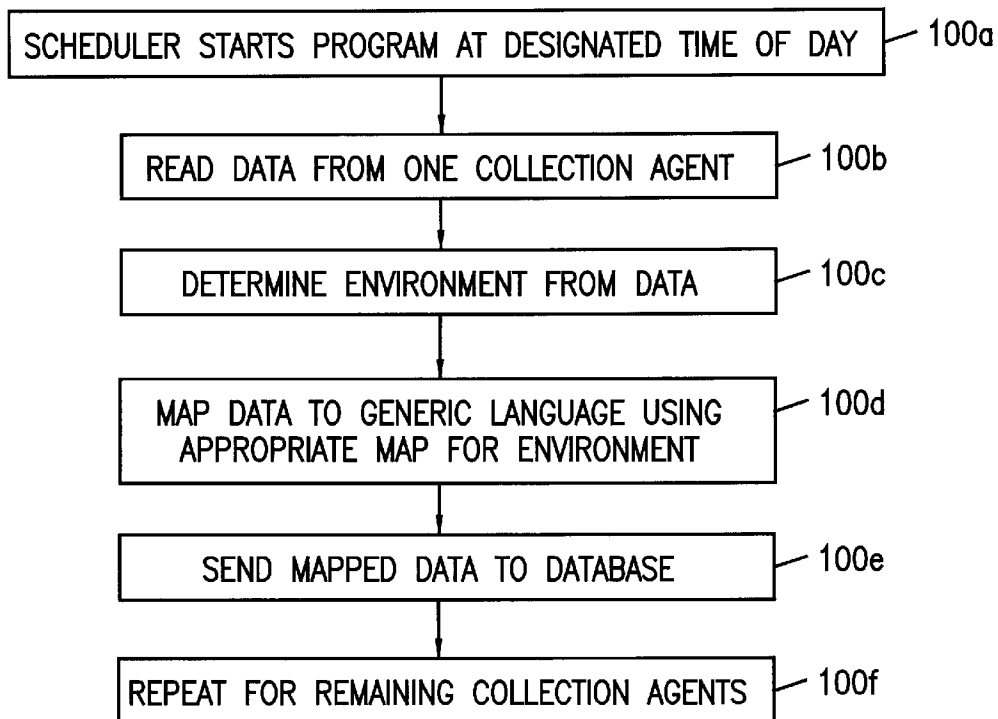 SCHEDULER STARTS PROGRAM AT DESIGNATED TIME OF DAY
100a
READ DATA FROM ONE COLLECTION AGENT
100b
DETERMINE ENVIRONMENT FROM DATA
100c
MAP DATA TO GENERIC LANGUAGE USING
APPROPRIATE MAP FOR ENVIRONMENT
100d
SEND MAPPED DATA TO DATABASE
100e
REPEAT FOR REMAINING COLLECTION AGENTS
100f